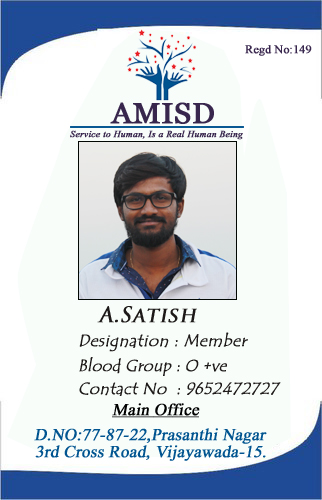 Regd No:149
AMISD
Service to Human, Is a Real Human Being
A.SATISH
Designation : Member
Blood Group : O +ve
Contact No : 9652472727
Main Office
D.NO:77-87-22,Prasanthi Nagar
3rd Cross Road, Vijayawada-15.